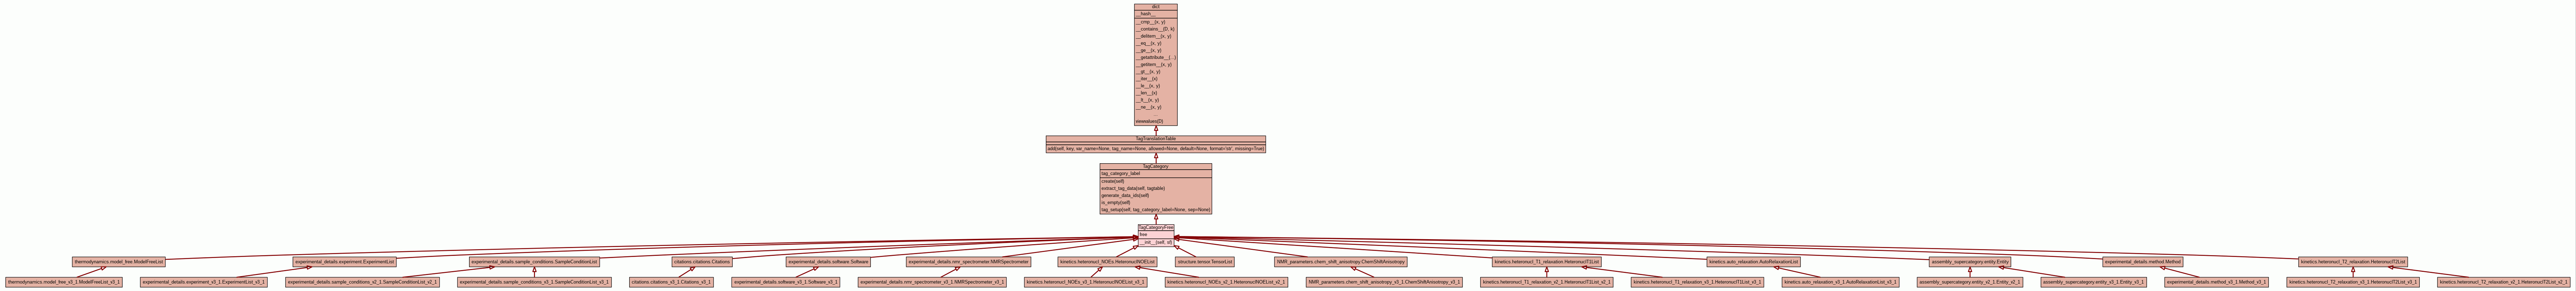 dict
__hash__
__cmp__(x, y)
__contains__(D, k)
__delitem__(x, y)
__eq__(x, y)
__ge__(x, y)
__getattribute__(...)
__getitem__(x, y)
__gt__(x, y)
__iter__(x)
__le__(x, y)
__len__(x)
__lt__(x, y)
__ne__(x, y)
...
viewvalues(D)
TagTranslationTable
add(self, key, var_name=None, tag_name=None, allowed=None, default=None, format='str', missing=True)
TagCategory
tag_category_label
create(self)
extract_tag_data(self, tagtable)
generate_data_ids(self)
is_empty(self)
tag_setup(self, tag_category_label=None, sep=None)
TagCategoryFree
free
__init__(self, sf)
thermodynamics.model_free.ModelFreeList
experimental_details.experiment.ExperimentList
experimental_details.sample_conditions.SampleConditionList
citations.citations.Citations
experimental_details.software.Software
experimental_details.nmr_spectrometer.NMRSpectrometer
kinetics.heteronucl_NOEs.HeteronuclNOEList
structure.tensor.TensorList
NMR_parameters.chem_shift_anisotropy.ChemShiftAnisotropy
kinetics.heteronucl_T1_relaxation.HeteronuclT1List
kinetics.auto_relaxation.AutoRelaxationList
assembly_supercategory.entity.Entity
experimental_details.method.Method
kinetics.heteronucl_T2_relaxation.HeteronuclT2List
thermodynamics.model_free_v3_1.ModelFreeList_v3_1
experimental_details.experiment_v3_1.ExperimentList_v3_1
experimental_details.sample_conditions_v2_1.SampleConditionList_v2_1
experimental_details.sample_conditions_v3_1.SampleConditionList_v3_1
citations.citations_v3_1.Citations_v3_1
experimental_details.software_v3_1.Software_v3_1
experimental_details.nmr_spectrometer_v3_1.NMRSpectrometer_v3_1
kinetics.heteronucl_NOEs_v3_1.HeteronuclNOEList_v3_1
kinetics.heteronucl_NOEs_v2_1.HeteronuclNOEList_v2_1
NMR_parameters.chem_shift_anisotropy_v3_1.ChemShiftAnisotropy_v3_1
kinetics.heteronucl_T1_relaxation_v2_1.HeteronuclT1List_v2_1
kinetics.heteronucl_T1_relaxation_v3_1.HeteronuclT1List_v3_1
kinetics.auto_relaxation_v3_1.AutoRelaxationList_v3_1
assembly_supercategory.entity_v2_1.Entity_v2_1
assembly_supercategory.entity_v3_1.Entity_v3_1
experimental_details.method_v3_1.Method_v3_1
kinetics.heteronucl_T2_relaxation_v3_1.HeteronuclT2List_v3_1
kinetics.heteronucl_T2_relaxation_v2_1.HeteronuclT2List_v2_1